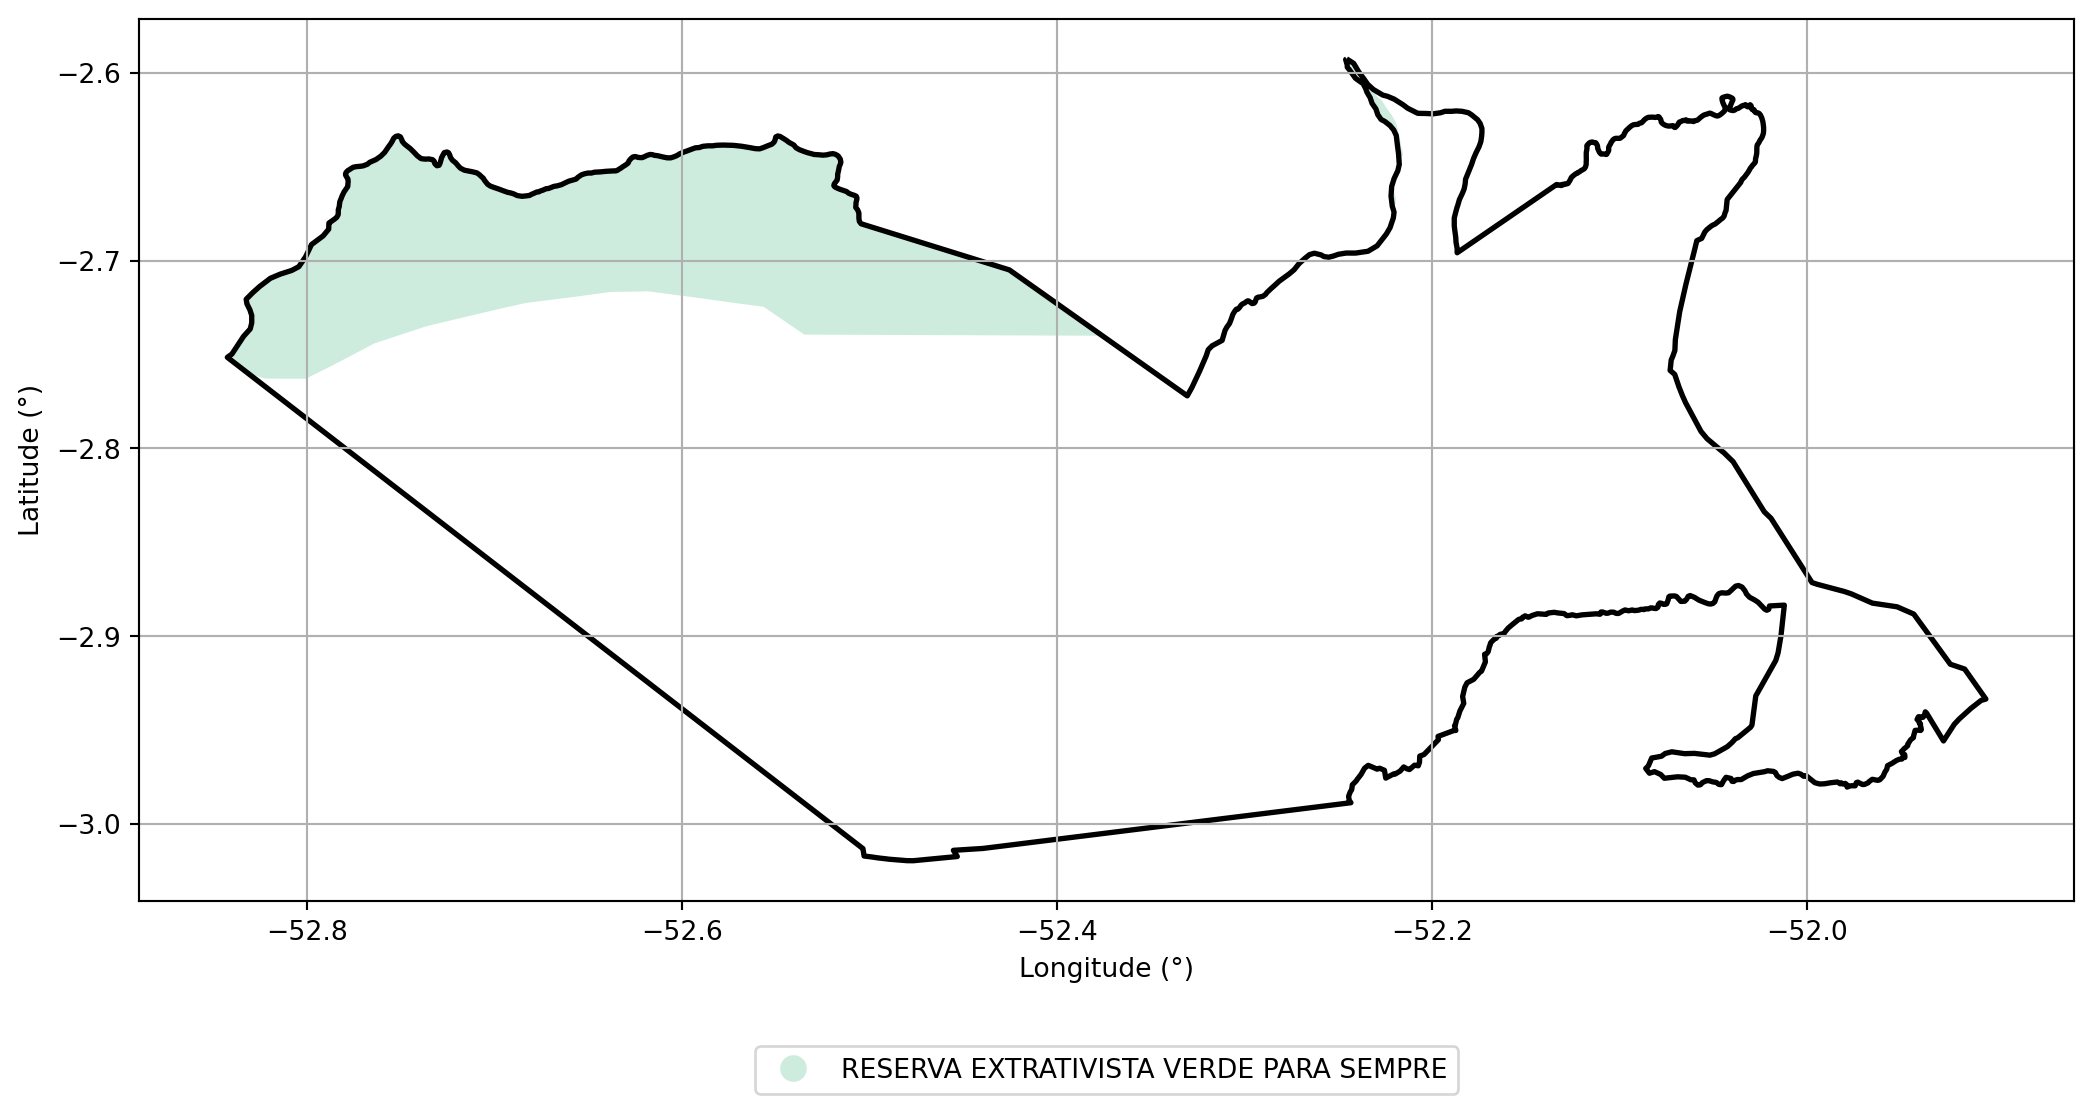 −2.6
−2.7
−2.8
−2.9
−3.0
Latitude (°)
−52.8 −52.6 −52.4 −52.2 −52.0
Longitude (°)
RESERVA EXTRATIVISTA VERDE PARA SEMPRE